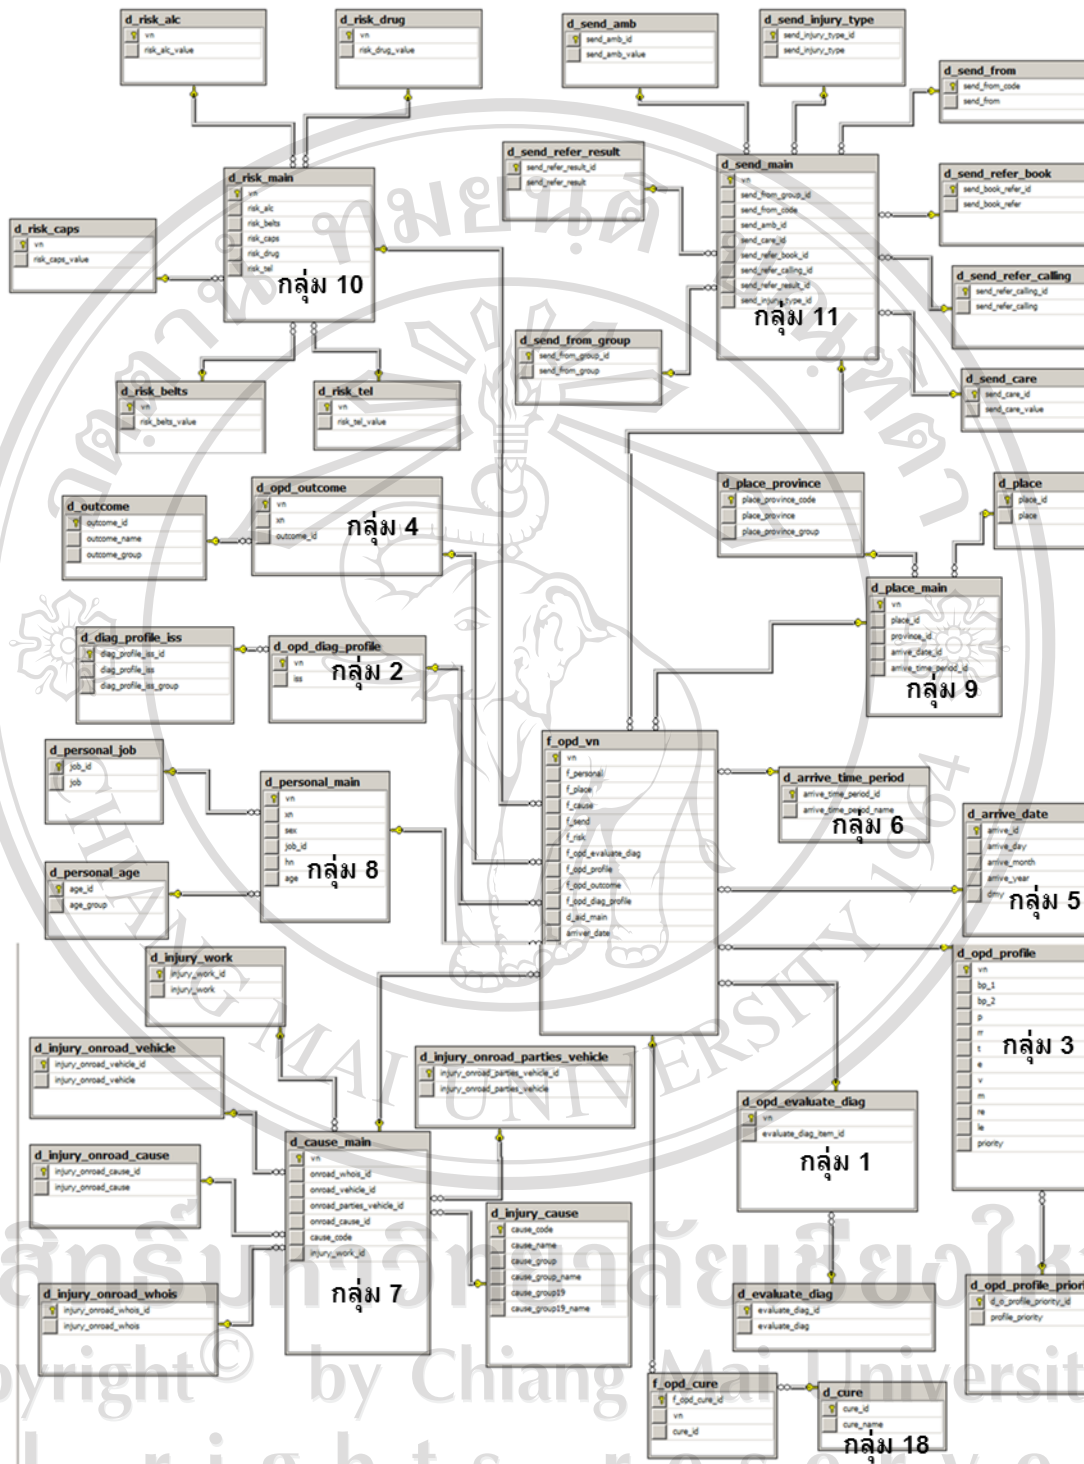 d_risk_alc
vn
risk_alc_value
d_risk_drug
vn
risk_drug_value
d_send_amb
send_amb_id
send_amb_value
d_send_injury_type
send_injury_type_id
send_injury_type
d_send_from
send_from_code
send_from
d_send_refer_result
send_refer_result_id
send_refer_result
d_send_main
vn
send_from_group_id
send_from_code
send_amb_id
send_care_id
send_refer_book_id
send_refer_calling_id
send_refer_result_id
send_injury_type_id
กลุ่ม 11
d_send_refer_book
send_book_refer_id
send_book_refer
d_risk_main
vn
risk_alc
risk_belts
risk_caps
risk_drug
risk_tel
กลุ่ม 10
d_risk_caps
vn
risk_caps_value
d_send_refer_calling
send_refer_calling_id
send_refer_calling
d_send_from_group
send_from_group_id
send_from_group
d_send_care
send_care_id
send_care_value
d_risk_belts
vn
risk_belts_value
d_risk_tel
vn
risk_tel_value
d_outcome
outcome_id
outcome_name
outcome_group
d_opd_outcome
vn
xn
outcome_id
กลุ่ม 4
d_place_province
place_province_code
place_province
place_province_group
d_place
place_id
place
d_place_main
vn
place_id
province_id
arrive_date_id
arrive_time_period_id
กลุ่ม 9
d_diag_profile_iss
diag_profile_iss_id
diag_profile_iss
diag_profile_iss_group
d_opd_diag_profile
vn
iss
กลุ่ม 2
d_personal_job
job_id
job
d_personal_main
vn
xn
sex
job_id
hn
age
กลุ่ม 8
d_personal_age
age_id
age_group
f_opd_vn
vn
f_personal
f_place
f_cause
f_send
f_risk
f_opd_evaluate_diag
f_opd_profile
f_opd_outcome
f_opd_diag_profile
d_aid_main
arriver_date
d_arrive_time_period
arrive_time_period_id
arrive_time_period_name
กลุ่ม 6
d_arrive_date
arrive_id
arrive_day
arrive_month
arrive_year
dmy
กลุ่ม 5
d_opd_profile
vn
bp_1
bp_2
p
rr
t
e
v
m
re
le
priority
กลุ่ม 3
d_injury_work
injury_work_id
injury_work
d_injury_onroad_vehicle
injury_onroad_vehicle_id
injury_onroad_vehicle
d_injury_onroad_parties_vehicle
injury_onroad_parties_vehicle_id
injury_onroad_parties_vehicle
d_opd_evaluate_diag
vn
evaluate_diag_item_id
กลุ่ม 1
d_injury_onroad_cause
injury_onroad_cause_id
injury_onroad_cause
d_cause_main
vn
onroad_whois_id
onroad_vehicle_id
onroad_parties_vehicle_id
onroad_cause_id
cause_code
injury_work_id
กลุ่ม 7
d_injury_cause
cause_code
cause_name
cause_group
cause_group_name
cause_group19
cause_group19_name
d_injury_onroad_whois
injury_onroad_whois_id
injury_onroad_whois
d_evaluate_diag
evaluate_diag_id
evaluate_diag
d_opd_profile_priori
d_o_profile_priority_id
profile_priority
f_opd_cure
f_opd_cure_id
vn
cure_id
d_cure
cure_id
cure_name
กลุ่ม 18
CHIANG MAI UNIVERSITY 1964
pyright© by Chiang Mai Universit
rights reserve